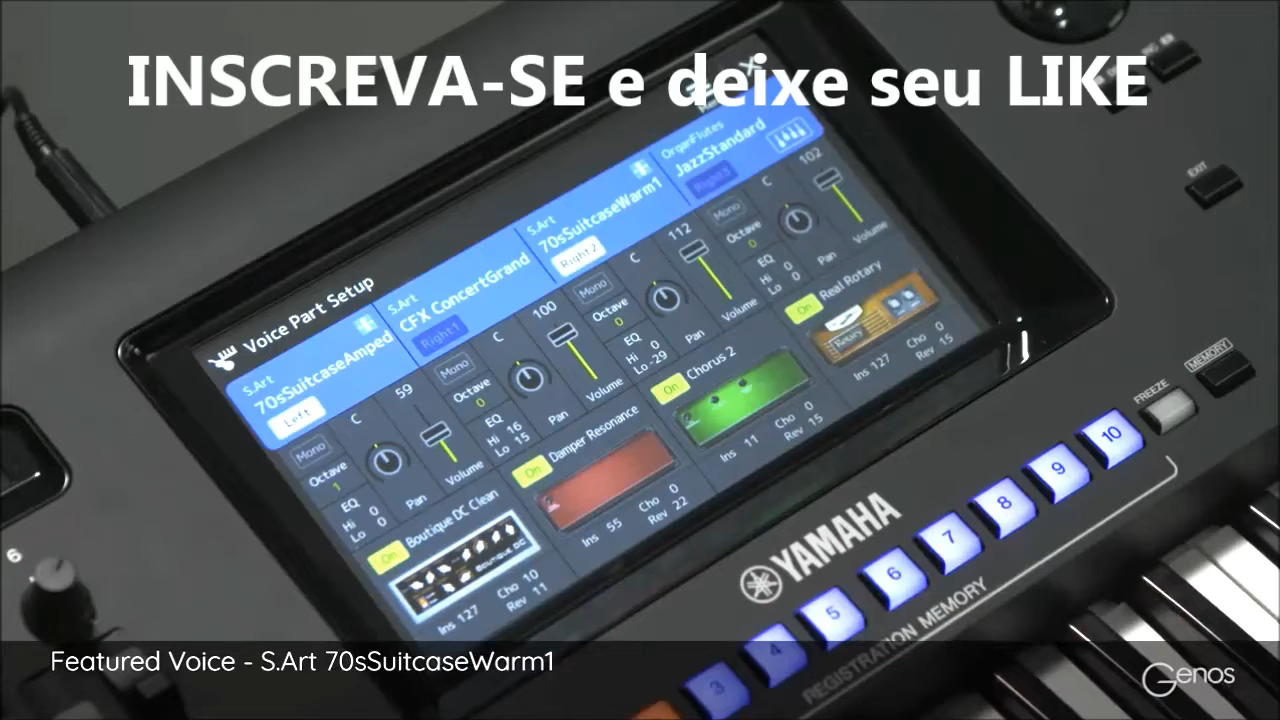 INSCREVA-SE e deixe seu LIKE
Voice Part Setup
S.Art
70sSuitcaseAmped
Left
S.Art
CFX ConcertGrand
Right1
S.Art
70sSuitcaseWarm1
Right2
OrganFlutes
JazzStandard
Right3
Mono
C
59
Octave
1
EQ
Hi 0
Lo 0
Pan
Volume
Mono
C
100
Octave
0
EQ
Hi 16
Lo 15
Pan
Volume
Mono
C
112
Octave
0
EQ
Hi 0
Lo -29
Pan
Volume
Mono
C
102
Octave
0
EQ
Hi 0
Lo 0
Pan
Volume
On
Boutique DC Clean
BOUTIQUE DC
Ins 127
Cho 10
Rev 11
On
Damper Resonance
Ins 55
Cho 0
Rev 22
On
Chorus 2
Ins 11
Cho 0
Rev 15
On
Real Rotary
Rotary
Ins 127
Cho 0
Rev 15
EXIT
MEMORY
FREEZE
YAMAHA
3 4 5 6 7 8 9 10
REGISTRATION MEMORY
6
Featured Voice - S.Art 70sSuitcaseWarm1
Genos